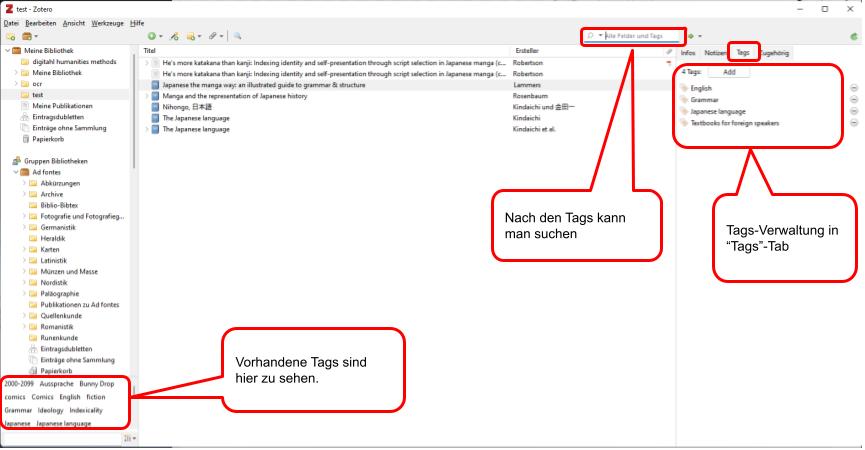 test - Zotero
Datei Bearbeiten Ansicht Werkzeuge Hilfe
Alle Felder und Tags
Meine Bibliothek
digitahl humanities methods
Meine Bibliothek
ocr
test
Meine Publikationen
Eintragsdubletten
Einträge ohne Sammlung
Papierkorb
Gruppen Bibliotheken
Ad fontes
Abkürzungen
Archive
Biblio-Bibtex
Fotografie und Fotografieg...
Germanistik
Heraldik
Karten
Latinistik
Münzen und Masse
Nordistik
Paläographie
Publikationen zu Ad fontes
Quellenkunde
Romanistik
Runenkunde
Eintragsdubletten
Einträge ohne Sammlung
Papierkorb
2000-2099 Aussprache Bunny Drop
comics Comics English fiction
Grammar Ideology Indexicality
Japanese Japanese language
Titel Ersteller
He's more katakana than kanji: Indexing identity and self-presentation through script selection in Japanese manga (c... Robertson
He's more katakana than kanji: Indexing identity and self-presentation through script selection in Japanese manga (c... Robertson
Japanese the manga way: an illustrated guide to grammar & structure Lammers
Manga and the representation of Japanese history Rosenbaum
Nihongo, 日本語 Kindaichi und 金田一
The Japanese language Kindaichi
The Japanese language Kindaichi et al.
Infos Notizen Tags Zugehörig
4 Tags: Add
English
Grammar
Japanese language
Textbooks for foreign speakers
Nach den Tags kann
man suchen
Tags-Verwaltung in
“Tags”-Tab
Vorhandene Tags sind
hier zu sehen.